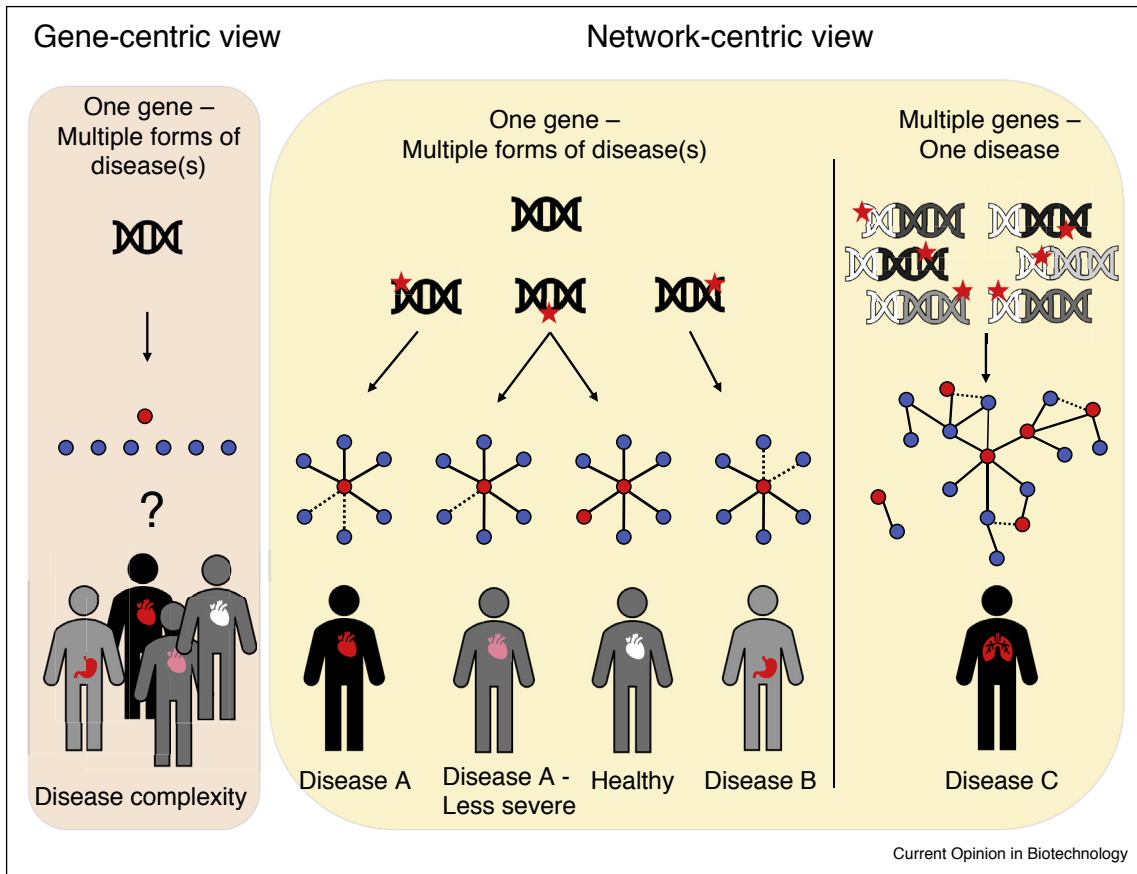 Gene-centric view
Network-centric view
One gene –
Multiple forms of
disease(s)
One gene –
Multiple forms of disease(s)
Multiple genes –
One disease
?
Disease complexity
Disease A
Disease A -
Less severe
Healthy
Disease B
Disease C
Current Opinion in Biotechnology